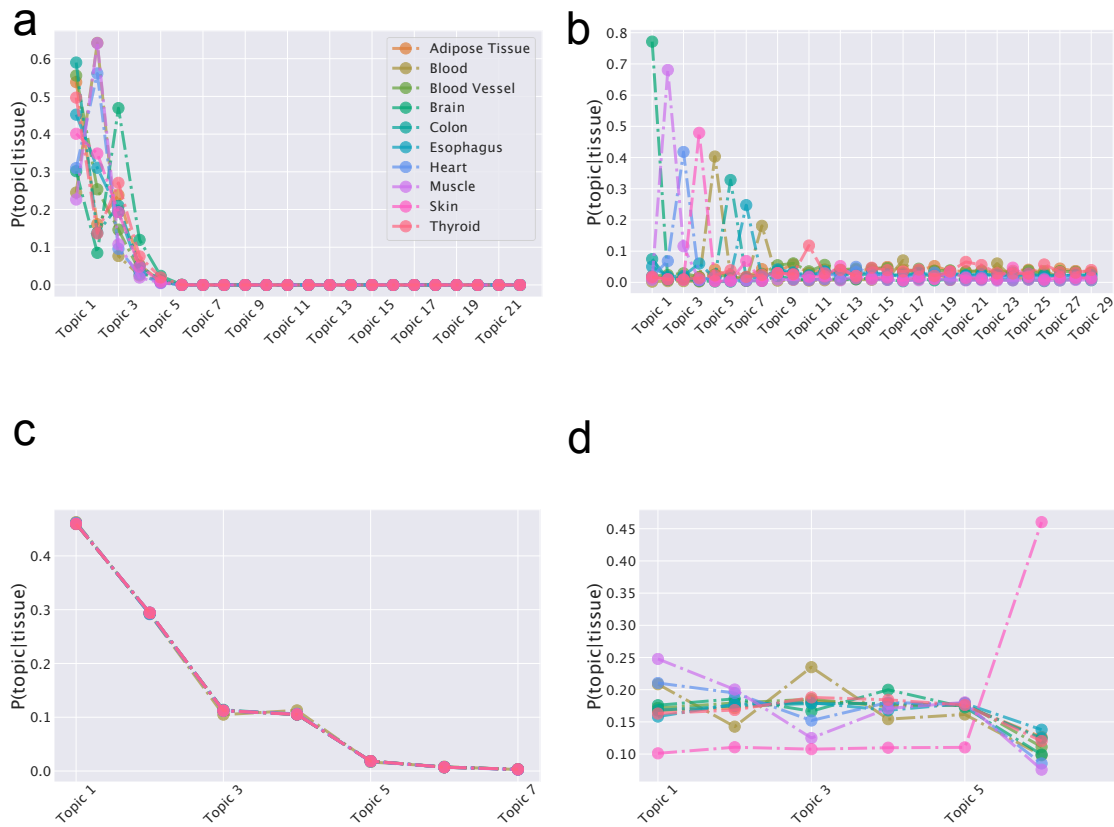 a
P(topic|tissue)
0.6
0.5
0.4
0.3
0.2
0.1
0.0
Adipose Tissue
Blood
Blood Vessel
Brain
Colon
Esophagus
Heart
Muscle
Skin
Thyroid
Topic 1
Topic 3
Topic 5
Topic 7
Topic 9
Topic 11
Topic 13
Topic 15
Topic 17
Topic 19
Topic 21
b
P(topic|tissue)
0.8
0.7
0.6
0.5
0.4
0.3
0.2
0.1
0.0
Topic 1
Topic 3
Topic 5
Topic 7
Topic 9
Topic 11
Topic 13
Topic 15
Topic 17
Topic 19
Topic 21
Topic 23
Topic 25
Topic 27
Topic 29
c
P(topic|tissue)
0.4
0.3
0.2
0.1
0.0
Topic 1
Topic 3
Topic 5
Topic 7
d
P(topic|tissue)
0.45
0.40
0.35
0.30
0.25
0.20
0.15
0.10
Topic 1
Topic 3
Topic 5